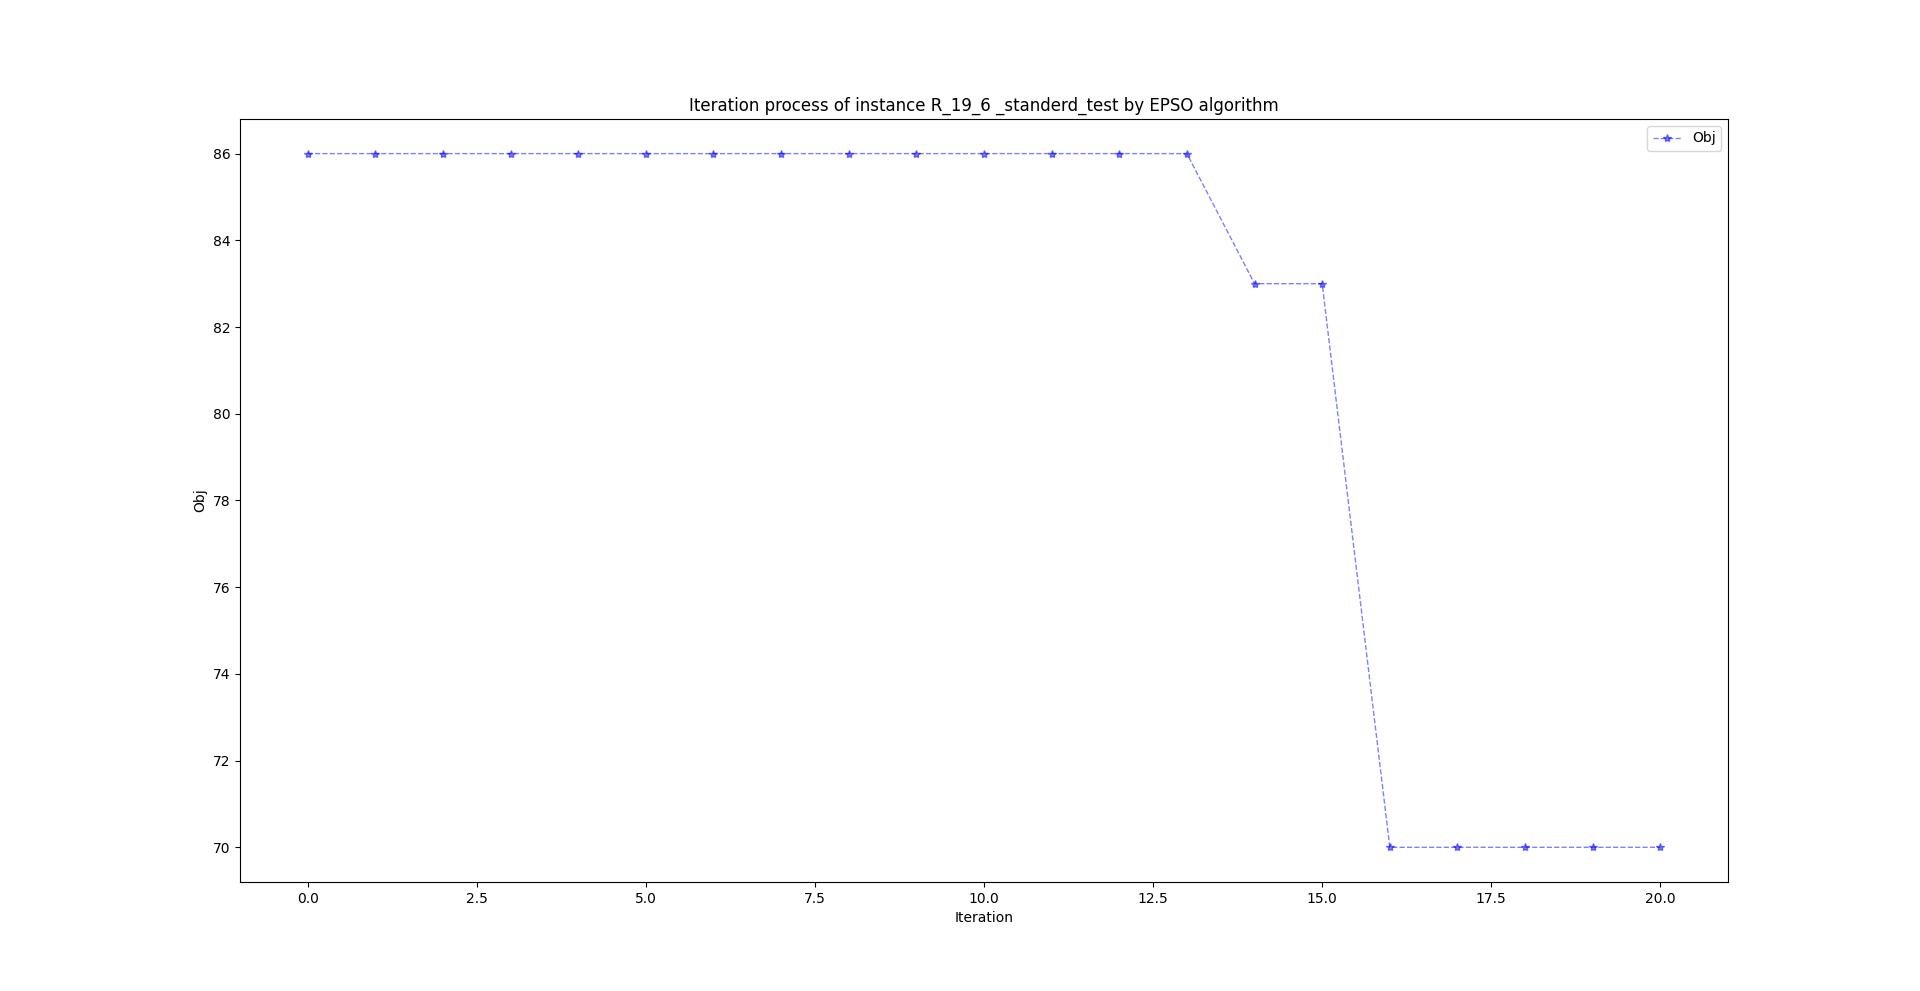 Iteration process of instance R_19_6 _standerd_test by EPSO algorithm
Obj
86
84
82
80
78
76
74
72
70
Obj
0.0 2.5 5.0 7.5 10.0 12.5 15.0 17.5 20.0
Iteration